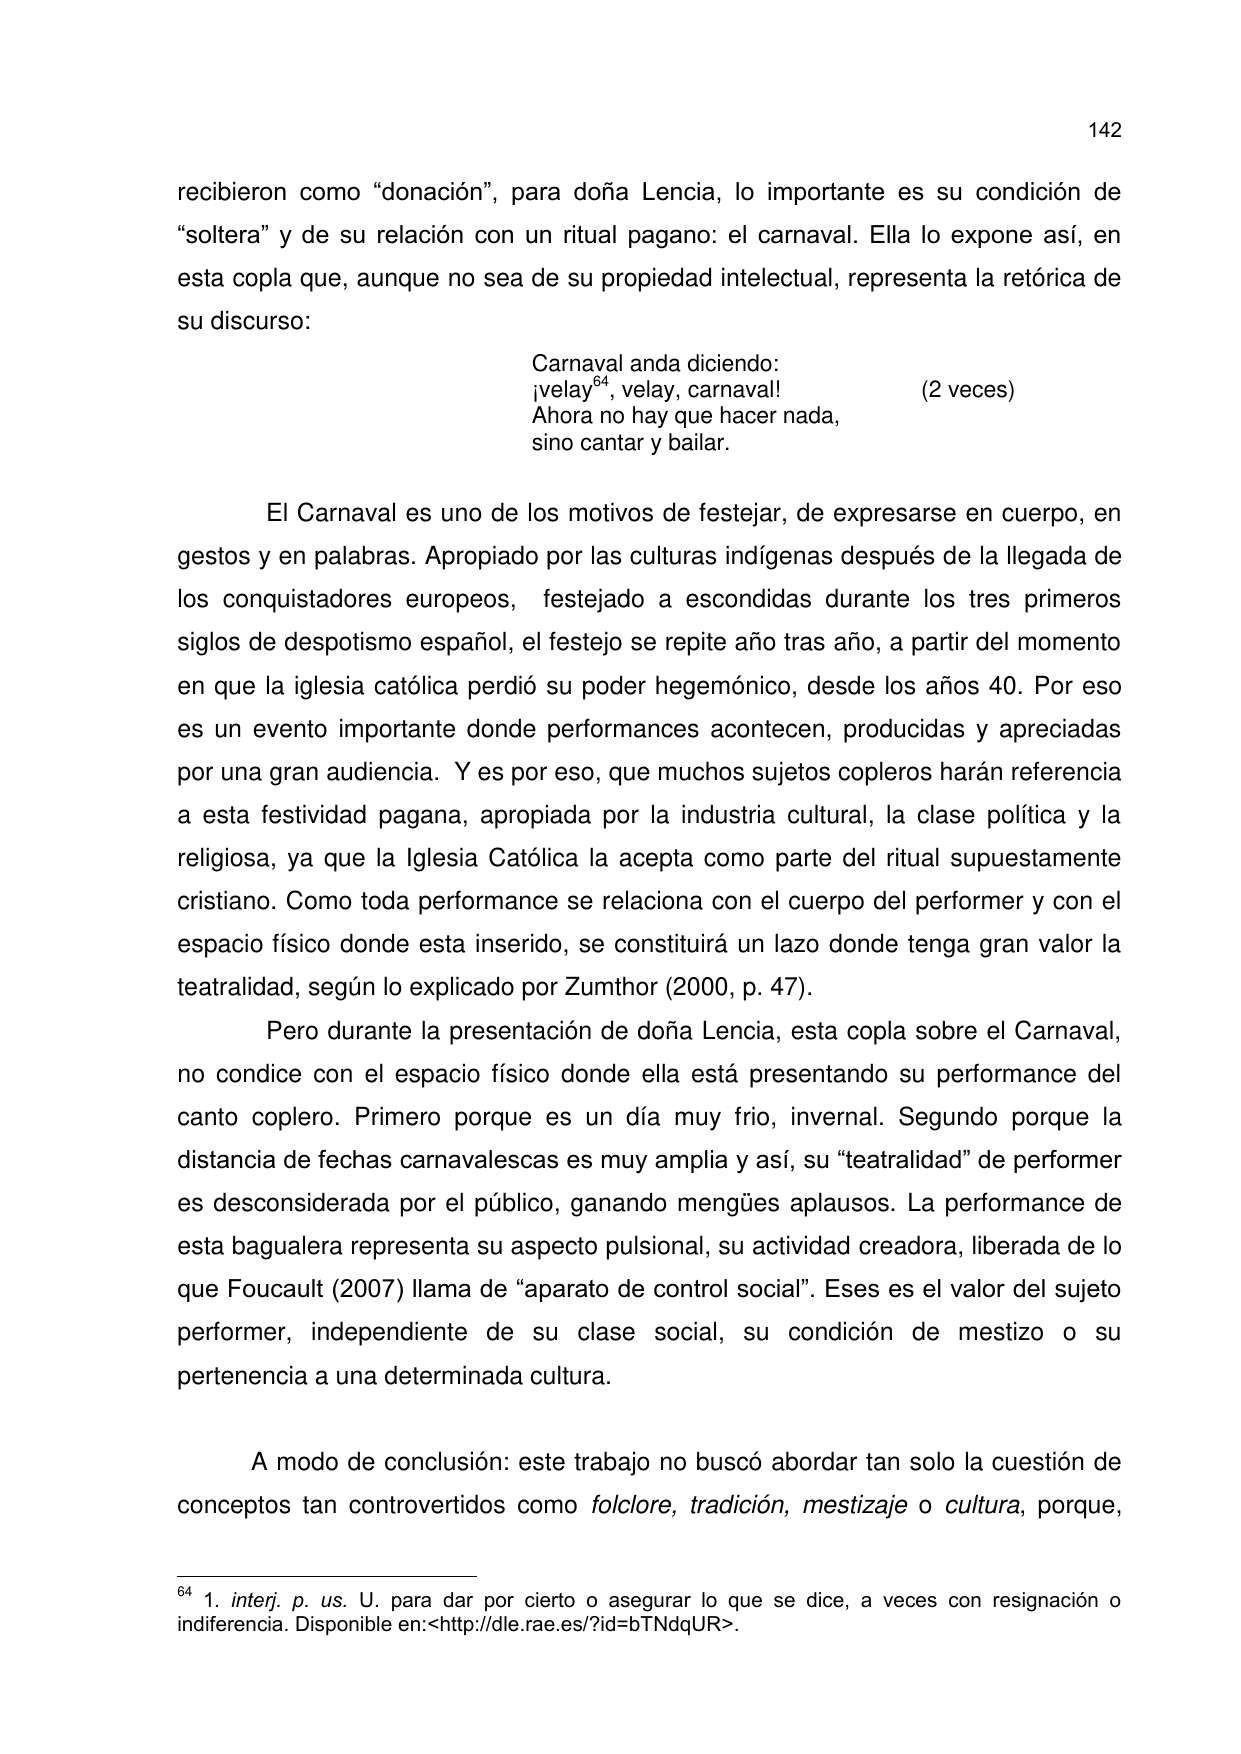 142
recibieron como “donación”, para doña Lencia, lo importante es su condición de
“soltera” y de su relación con un ritual pagano: el carnaval. Ella lo expone así, en
esta copla que, aunque no sea de su propiedad intelectual, representa la retórica de
su discurso:
Carnaval anda diciendo:
¡velay64, velay, carnaval! (2 veces)
Ahora no hay que hacer nada,
sino cantar y bailar.
El Carnaval es uno de los motivos de festejar, de expresarse en cuerpo, en
gestos y en palabras. Apropiado por las culturas indígenas después de la llegada de
los conquistadores europeos, festejado a escondidas durante los tres primeros
siglos de despotismo español, el festejo se repite año tras año, a partir del momento
en que la iglesia católica perdió su poder hegemónico, desde los años 40. Por eso
es un evento importante donde performances acontecen, producidas y apreciadas
por una gran audiencia. Y es por eso, que muchos sujetos copleros harán referencia
a esta festividad pagana, apropiada por la industria cultural, la clase política y la
religiosa, ya que la Iglesia Católica la acepta como parte del ritual supuestamente
cristiano. Como toda performance se relaciona con el cuerpo del performer y con el
espacio físico donde esta inserido, se constituirá un lazo donde tenga gran valor la
teatralidad, según lo explicado por Zumthor (2000, p. 47).
Pero durante la presentación de doña Lencia, esta copla sobre el Carnaval,
no condice con el espacio físico donde ella está presentando su performance del
canto coplero. Primero porque es un día muy frio, invernal. Segundo porque la
distancia de fechas carnavalescas es muy amplia y así, su “teatralidad” de performer
es desconsiderada por el público, ganando mengües aplausos. La performance de
esta bagualera representa su aspecto pulsional, su actividad creadora, liberada de lo
que Foucault (2007) llama de “aparato de control social”. Eses es el valor del sujeto
performer, independiente de su clase social, su condición de mestizo o su
pertenencia a una determinada cultura.
A modo de conclusión: este trabajo no buscó abordar tan solo la cuestión de
conceptos tan controvertidos como folclore, tradición, mestizaje o cultura, porque,
64 1. interj. p. us. U. para dar por cierto o asegurar lo que se dice, a veces con resignación o
indiferencia. Disponible en:<http://dle.rae.es/?id=bTNdqUR>.